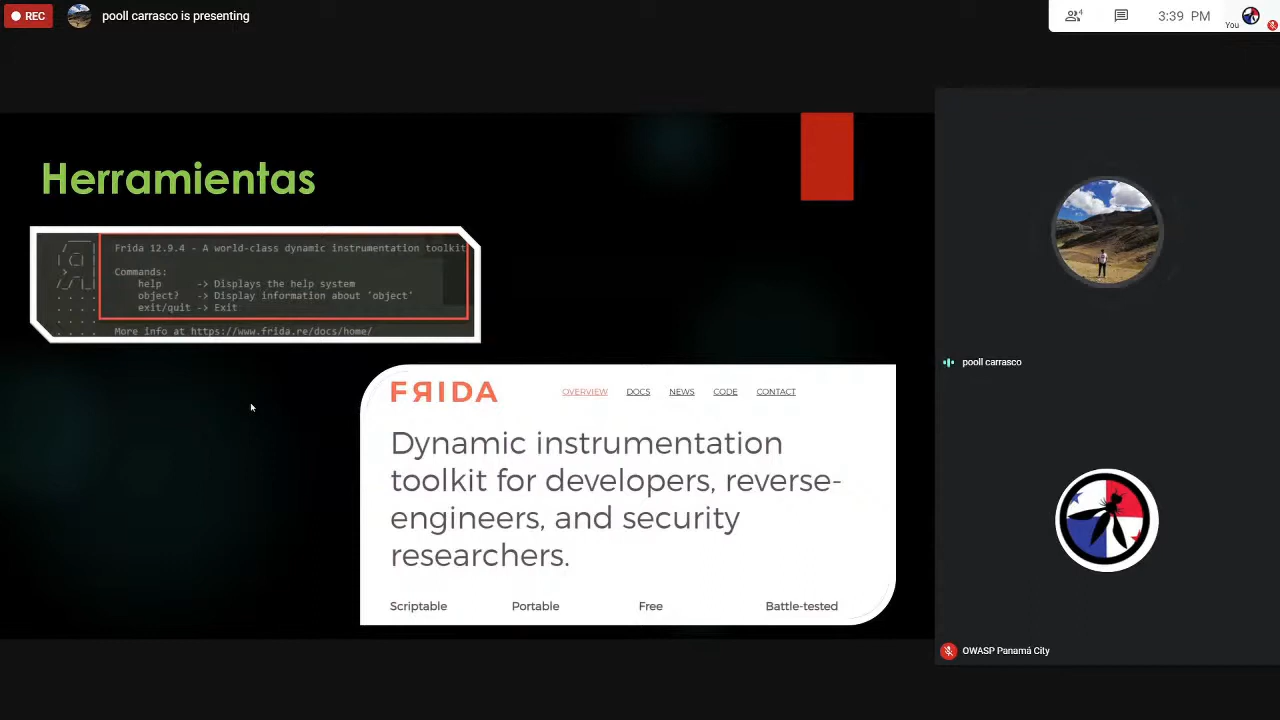 REC
pooll carrasco is presenting
4
3:39 PM
You
Herramientas
Frida 12.9.4 - A world-class dynamic instrumentation toolkit
Commands:
help -> Displays the help system
object? -> Display information about 'object'
exit/quit -> Exit
More info at https://www.frida.re/docs/home/
FRIDA
OVERVIEW DOCS NEWS CODE CONTACT
Dynamic instrumentation
toolkit for developers, reverse-
engineers, and security
researchers.
Scriptable Portable Free Battle-tested
pooll carrasco
OWASP Panamá City